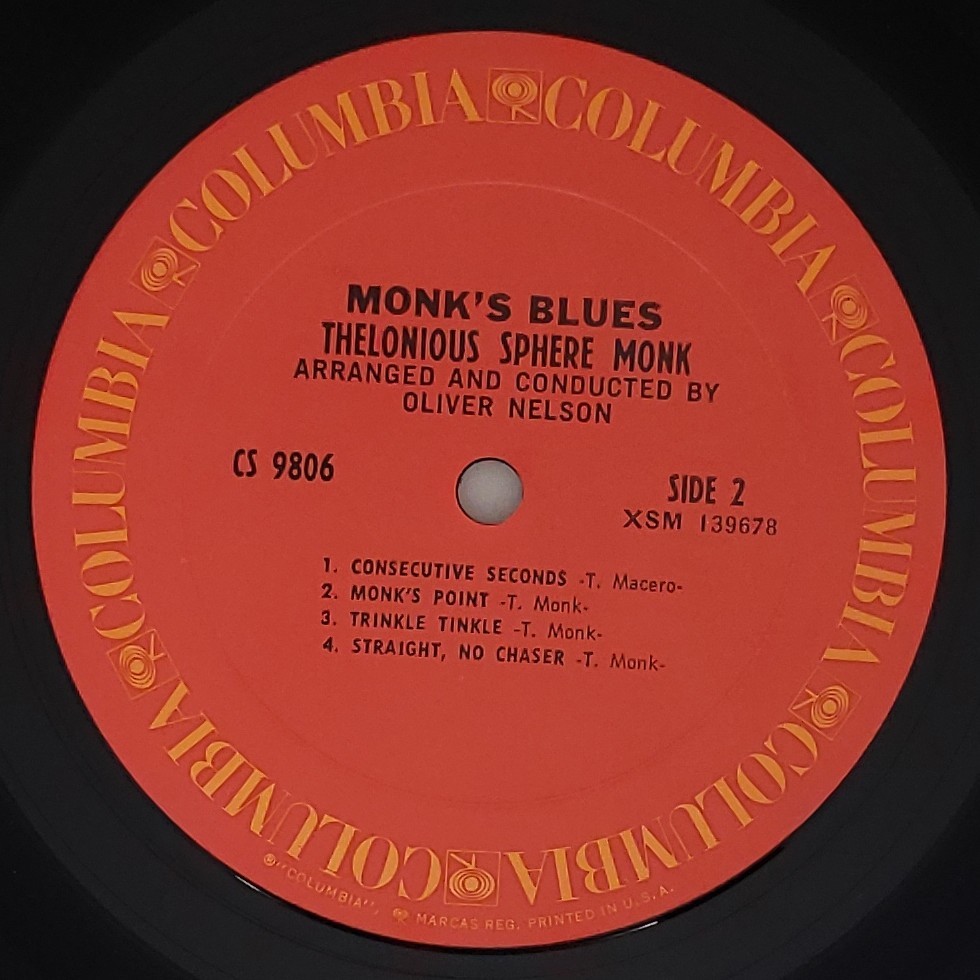 COLUMBIA COLUMBIA COLUMBIA COLUMBIA COLUMBIA COLUMBIA
MONK'S BLUES
THELONIOUS SPHERE MONK
ARRANGED AND CONDUCTED BY
OLIVER NELSON
CS 9806
SIDE 2
XSM 139678
1. CONSECUTIVE SECONDS -T. Macero-
2. MONK'S POINT -T. Monk-
3. TRINKLE TINKLE -T. Monk-
4. STRAIGHT, NO CHASER -T. Monk-
®"COLUMBIA", MARCAS REG. PRINTED IN U.S.A.